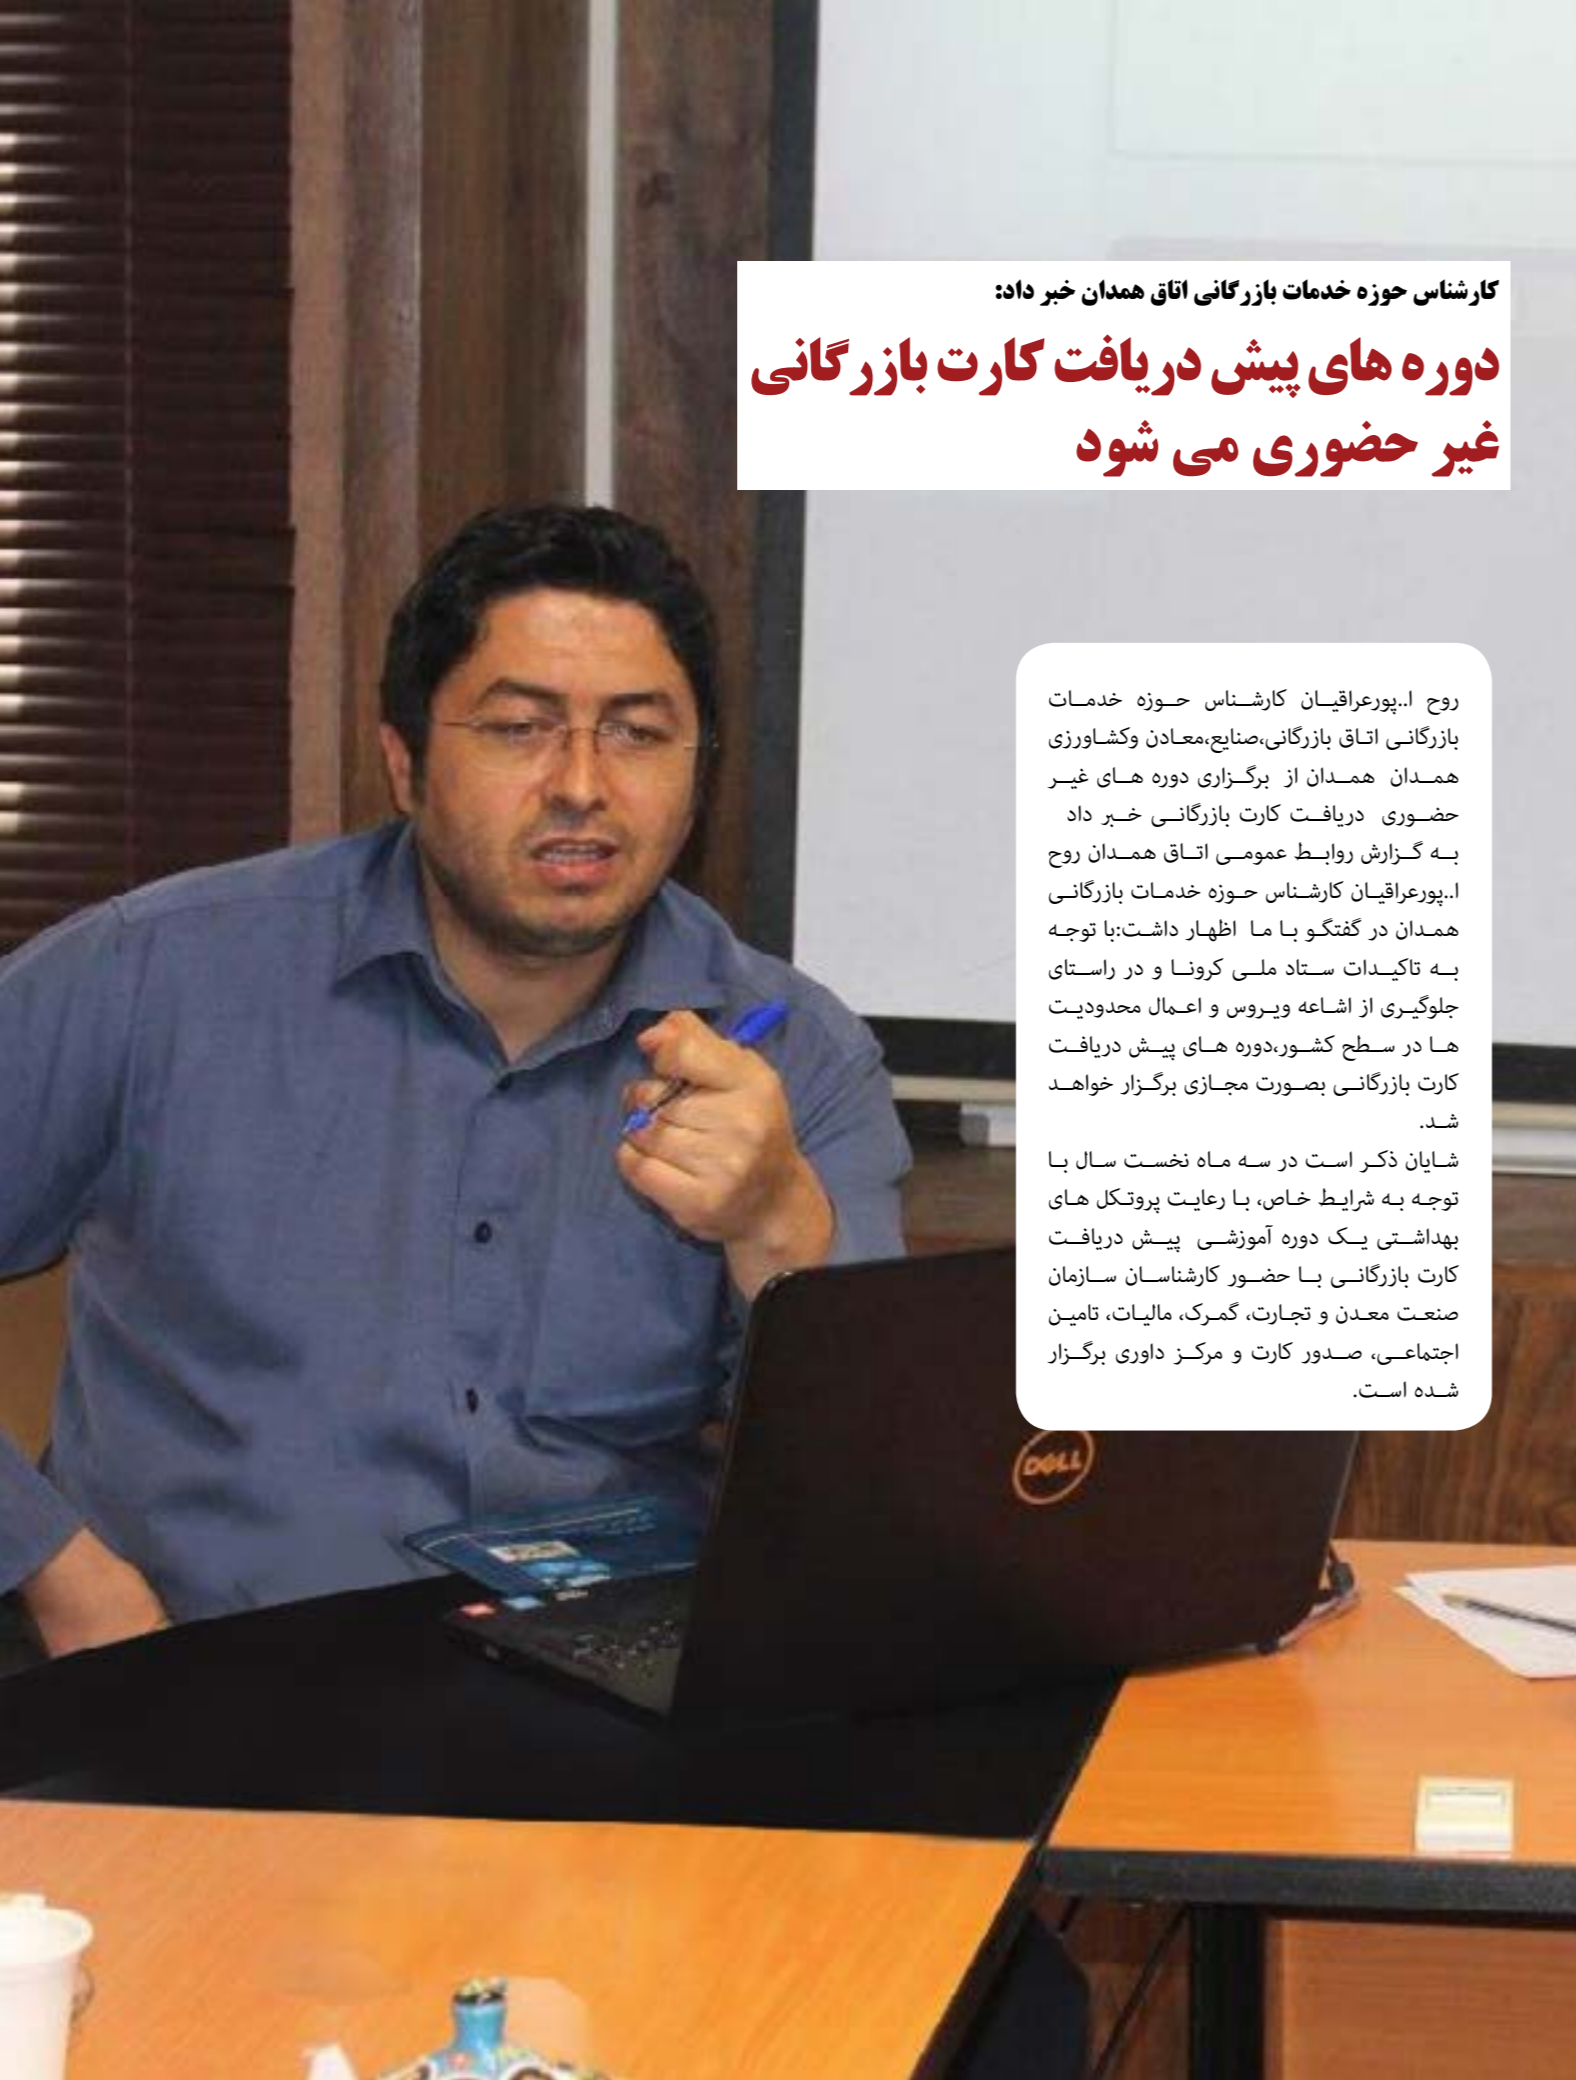 کارشناس حوزه خدمات بازرگانی اتاق همدان خبر داد:
دوره های پیش دریافت کارت بازرگانی
غیر حضوری می شود
روح ا..پورعراقیان کارشناس حوزه خدمات
بازرگانی اتاق بازرگانی،صنایع،معادن وکشاورزی
همدان همدان از برگزاری دوره های غیر
حضوری دریافت کارت بازرگانی خبر داد
به گزارش روابط عمومی اتاق همدان روح
ا..پورعراقیان کارشناس حوزه خدمات بازرگانی
همدان در گفتگو با ما اظهار داشت:با توجه
به تاکیدات ستاد ملی کرونا و در راستای
جلوگیری از اشاعه ویروس و اعمال محدودیت
ها در سطح کشور،دوره های پیش دریافت
کارت بازرگانی بصورت مجازی برگزار خواهد
شد.
شایان ذکر است در سه ماه نخست سال با
توجه به شرایط خاص، با رعایت پروتکل های
بهداشتی یک دوره آموزشی پیش دریافت
کارت بازرگانی با حضور کارشناسان سازمان
صنعت معدن و تجارت، گمرک، مالیات، تامین
اجتماعی، صدور کارت و مرکز داوری برگزار
شده است.
DELL